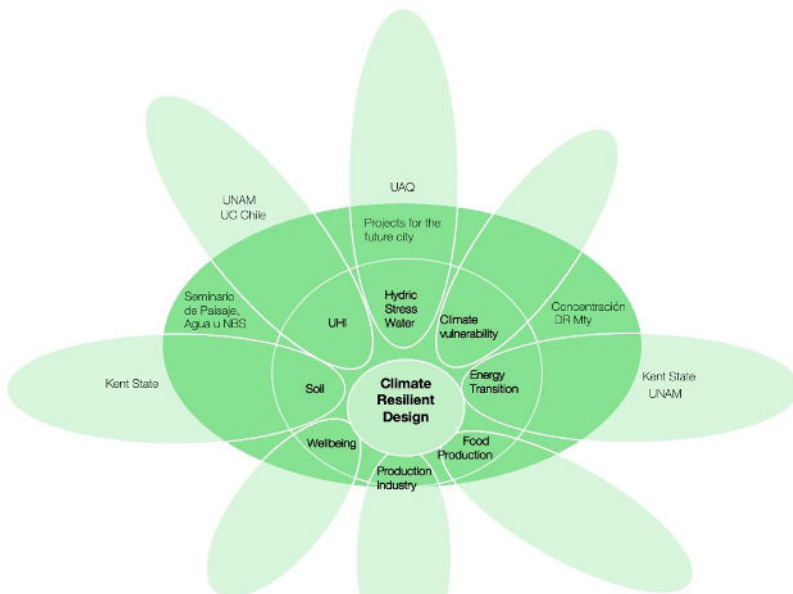 UAQ
UNAM
UC Chile
Projects for the
future city
Seminario
de Paisaje,
Agua u NBS
Hydric
Stress
Water
Concentración
DR Mty
UHI
Climate
vulnerability
Kent State
Soil
Climate
Resilient
Design
Energy
Transition
Kent State
UNAM
Wellbeing
Food
Production
Production
Industry